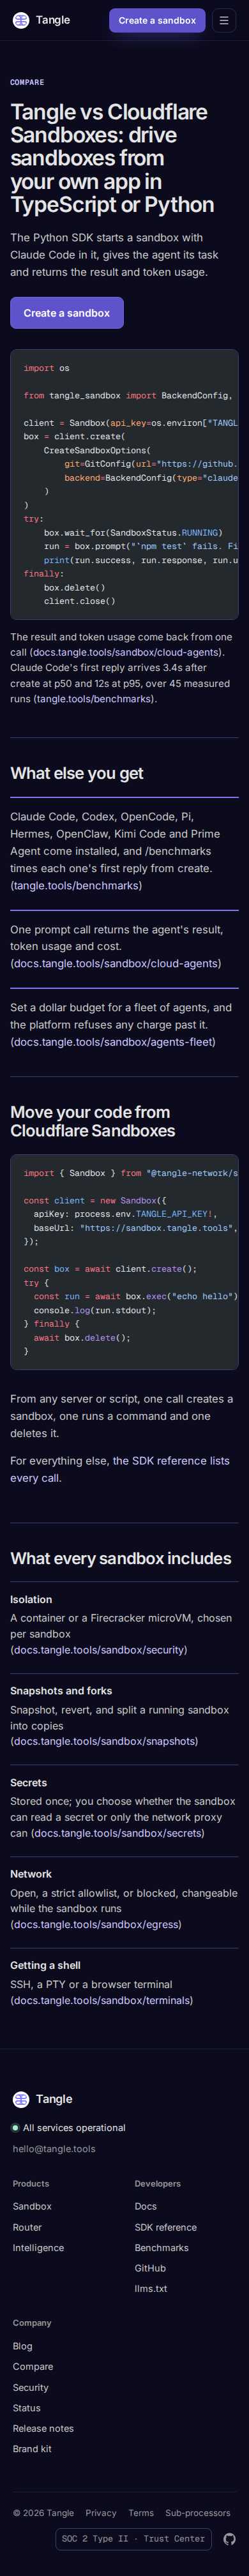 Tangle
Create a sandbox
COMPARE
Tangle vs Cloudflare
Sandboxes: drive
sandboxes from
your own app in
TypeScript or Python
The Python SDK starts a sandbox with
Claude Code in it, gives the agent its task
and returns the result and token usage.
Create a sandbox
import os
from tangle_sandbox import BackendConfig,
client = Sandbox(api_key=os.environ["TANGL
box = client.create(
CreateSandboxOptions(
git=GitConfig(url="https://github.
backend=BackendConfig(type="claude
)
)
try:
box.wait_for(SandboxStatus.RUNNING)
run = box.prompt("`npm test` fails. Fi
print(run.success, run.response, run.u
finally:
box.delete()
client.close()
The result and token usage come back from one
call (docs.tangle.tools/sandbox/cloud-agents).
Claude Code's first reply arrives 3.4s after
create at p50 and 12s at p95, over 45 measured
runs (tangle.tools/benchmarks).
What else you get
Claude Code, Codex, OpenCode, Pi,
Hermes, OpenClaw, Kimi Code and Prime
Agent come installed, and /benchmarks
times each one's first reply from create.
(tangle.tools/benchmarks)
One prompt call returns the agent's result,
token usage and cost.
(docs.tangle.tools/sandbox/cloud-agents)
Set a dollar budget for a fleet of agents, and
the platform refuses any charge past it.
(docs.tangle.tools/sandbox/agents-fleet)
Move your code from
Cloudflare Sandboxes
import { Sandbox } from "@tangle-network/s
const client = new Sandbox({
apiKey: process.env.TANGLE_API_KEY!,
baseUrl: "https://sandbox.tangle.tools",
});
const box = await client.create();
try {
const run = await box.exec("echo hello")
console.log(run.stdout);
} finally {
await box.delete();
}
From any server or script, one call creates a
sandbox, one runs a command and one
deletes it.
For everything else, the SDK reference lists
every call.
What every sandbox includes
Isolation
A container or a Firecracker microVM, chosen
per sandbox
(docs.tangle.tools/sandbox/security)
Snapshots and forks
Snapshot, revert, and split a running sandbox
into copies
(docs.tangle.tools/sandbox/snapshots)
Secrets
Stored once; you choose whether the sandbox
can read a secret or only the network proxy
can (docs.tangle.tools/sandbox/secrets)
Network
Open, a strict allowlist, or blocked, changeable
while the sandbox runs
(docs.tangle.tools/sandbox/egress)
Getting a shell
SSH, a PTY or a browser terminal
(docs.tangle.tools/sandbox/terminals)
Tangle
All services operational
hello@tangle.tools
Products
Sandbox
Router
Intelligence
Developers
Docs
SDK reference
Benchmarks
GitHub
llms.txt
Company
Blog
Compare
Security
Status
Release notes
Brand kit
© 2026 Tangle Privacy Terms Sub-processors
SOC 2 Type II · Trust Center